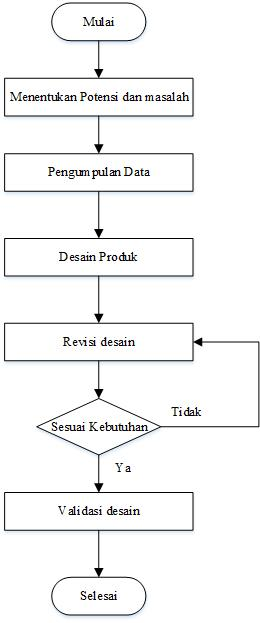 Mulai
Menentukan Potensi dan masalah
Pengumpulan Data
Desain Produk
Revisi desain
Sesuai Kebutuhan
Tidak
Ya
Validasi desain
Selesai